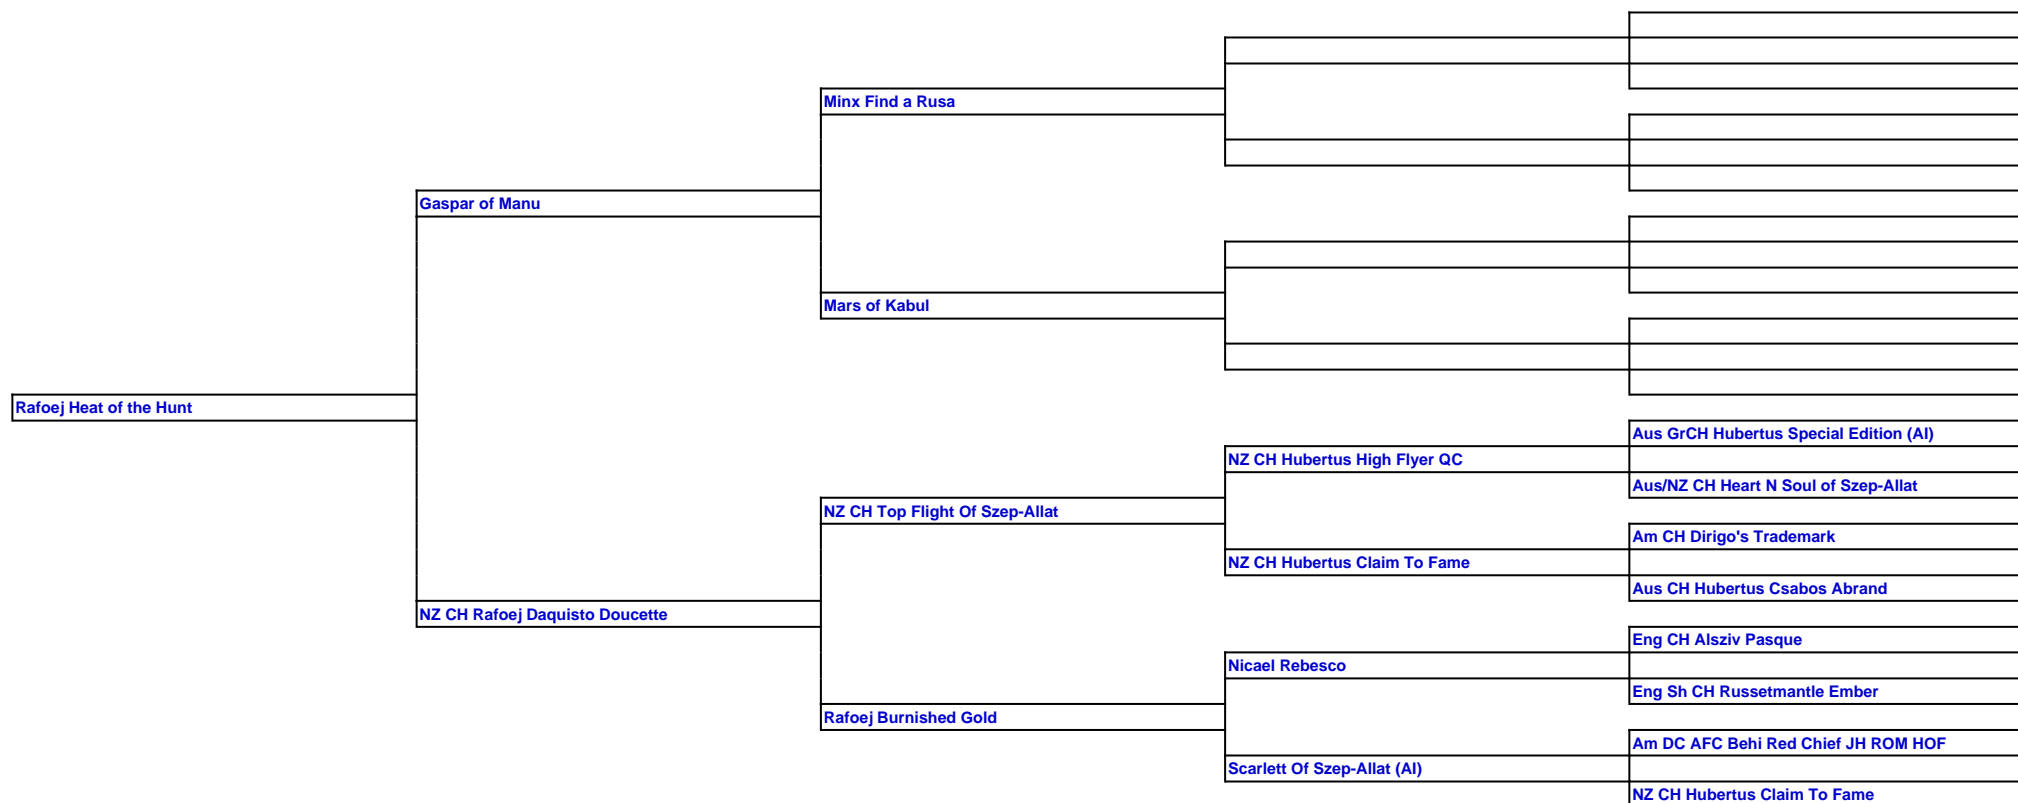 Minx Find a Rusa
Gaspar of Manu
Mars of Kabul
Rafoej Heat of the Hunt
Aus GrCH Hubertus Special Edition (AI)
NZ CH Hubertus High Flyer QC
Aus/NZ CH Heart N Soul of Szep-Allat
NZ CH Top Flight Of Szep-Allat
Am CH Dirigo's Trademark
NZ CH Hubertus Claim To Fame
Aus CH Hubertus Csabos Abrand
NZ CH Rafoej Daquisto Doucette
Eng CH Alsziv Pasque
Nicael Rebesco
Eng Sh CH Russetmantle Ember
Rafoej Burnished Gold
Am DC AFC Behi Red Chief JH ROM HOF
Scarlett Of Szep-Allat (AI)
NZ CH Hubertus Claim To Fame